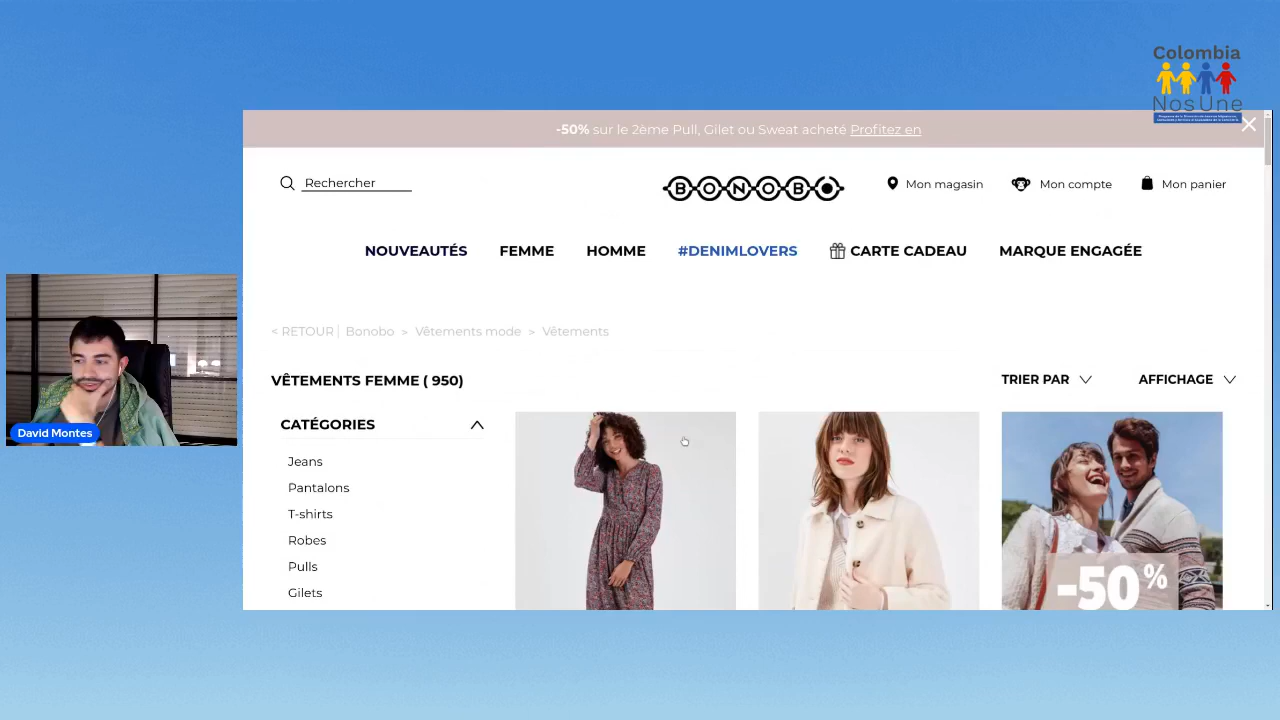 Colombia
NosUne
-50% sur le 2ème Pull, Gilet ou Sweat acheté Profitez en
Rechercher
BONOBO
Mon magasin
Mon compte
Mon panier
NOUVEAUTÉS
FEMME
HOMME
#DENIMLOVERS
CARTE CADEAU
MARQUE ENGAGÉE
< RETOUR | Bonobo > Vêtements mode > Vêtements
VÊTEMENTS FEMME ( 950)
TRIER PAR
AFFICHAGE
CATÉGORIES
Jeans
Pantalons
T-shirts
Robes
Pulls
Gilets
-50%
David Montes